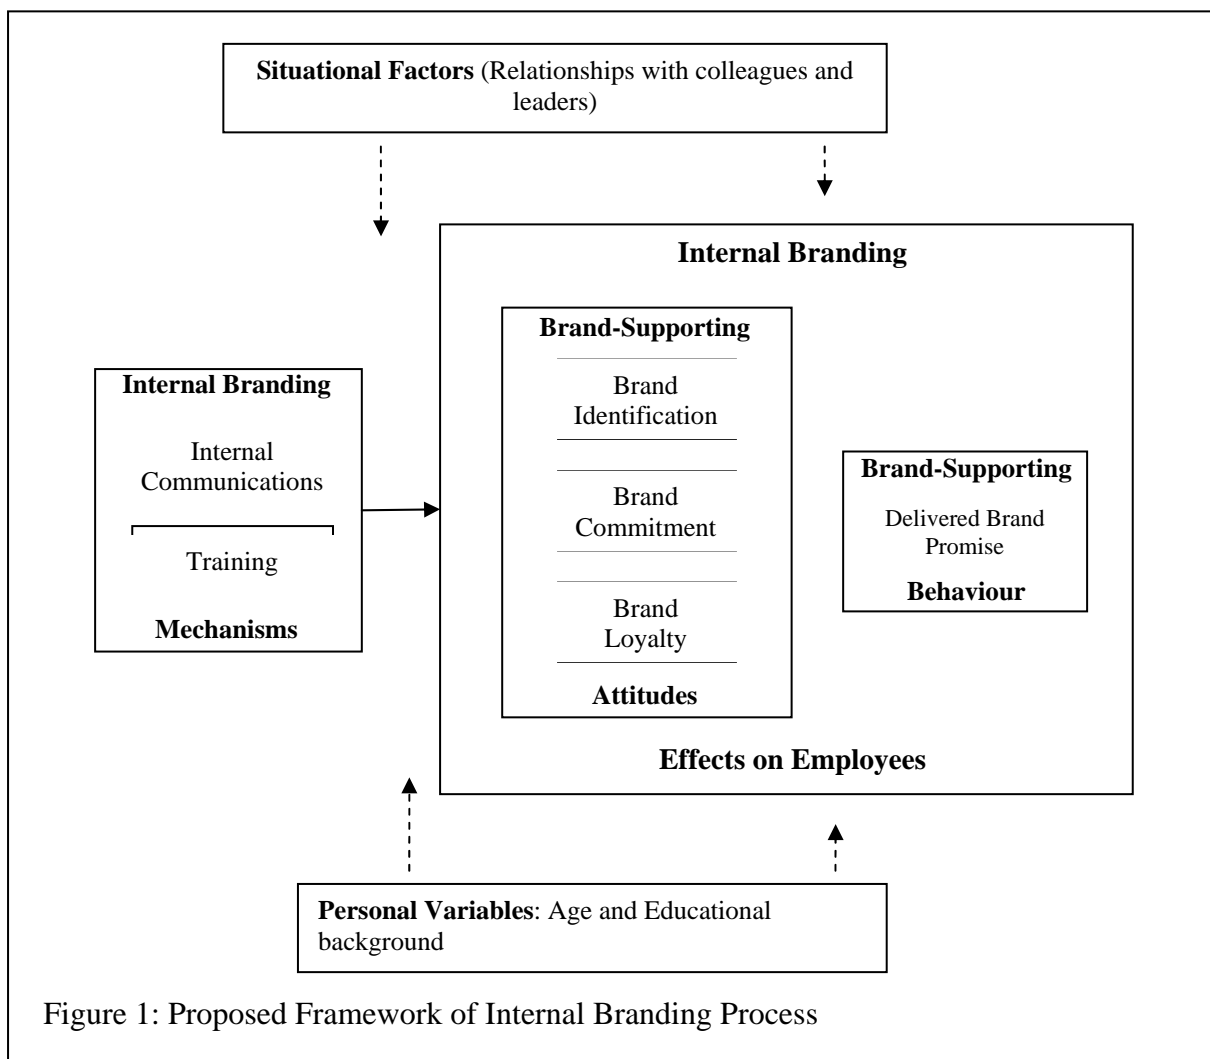 Situational Factors (Relationships with colleagues and
leaders)
Internal Branding
Brand-Supporting
Brand
Identification
Brand
Commitment
Brand
Loyalty
Attitudes
Brand-Supporting
Delivered Brand
Promise
Behaviour
Effects on Employees
Internal Branding
Internal
Communications
Training
Mechanisms
Personal Variables: Age and Educational
background
Figure 1: Proposed Framework of Internal Branding Process